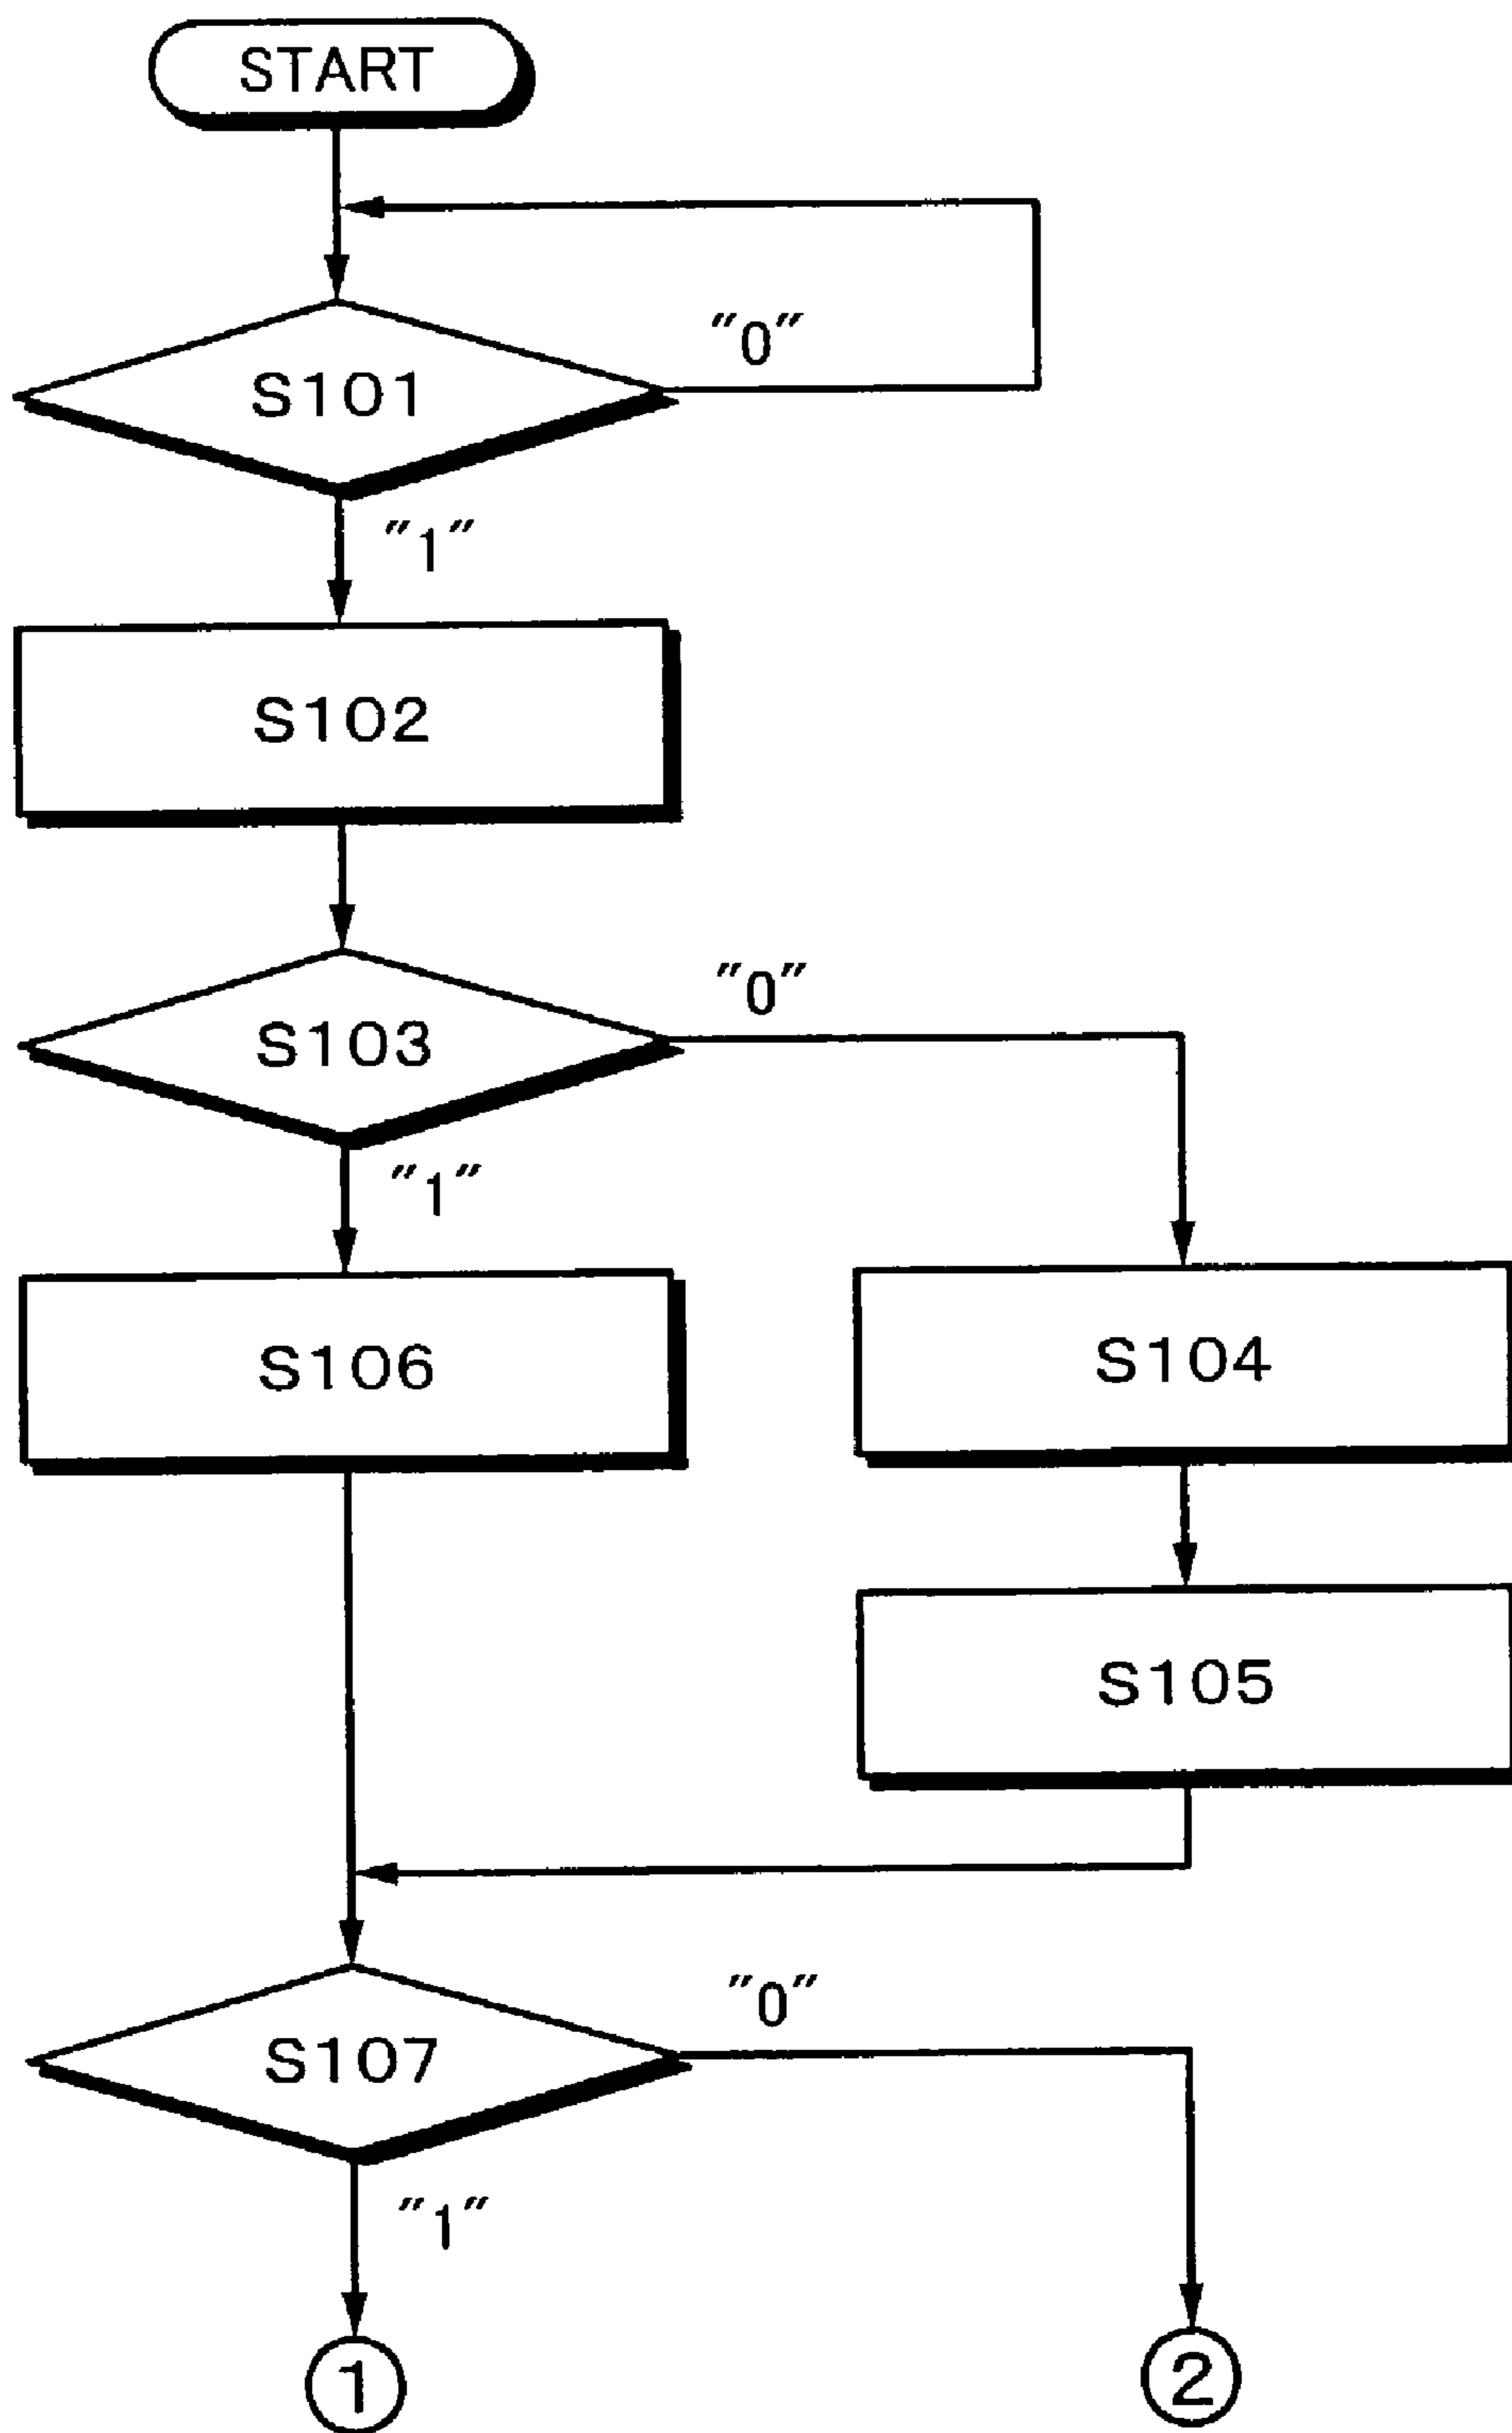 START
S101
"0"
"1"
S102
S103
"0"
"1"
S106
S104
S105
S107
"0"
"1"
1
2